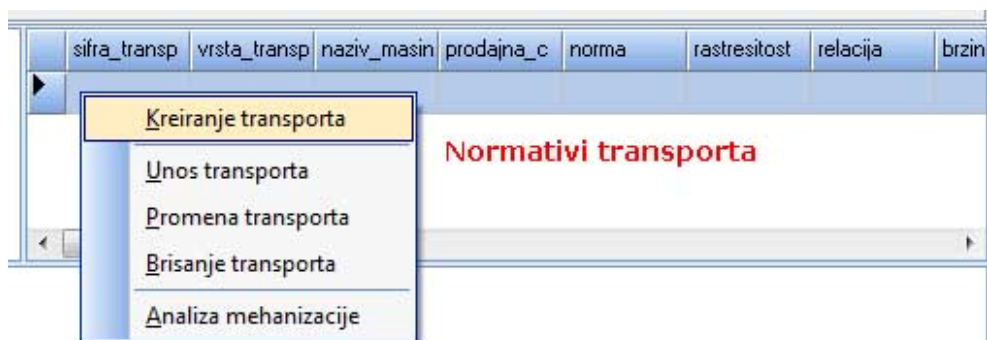 sifra_transp vrsta_transp naziv_masin prodajna_c norma rastresitost relacija brzin
Kreiranje transporta
Normativi transporta
Unos transporta
Promena transporta
Brisanje transporta
Analiza mehanizacije